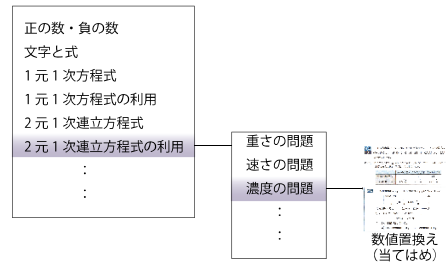 正の数・負の数
文字と式
1元1次方程式
1元1次方程式の利用
2元1次連立方程式
2元1次連立方程式の利用
：
：
重さの問題
速さの問題
濃度の問題
：
：
数値置換え
（当てはめ）